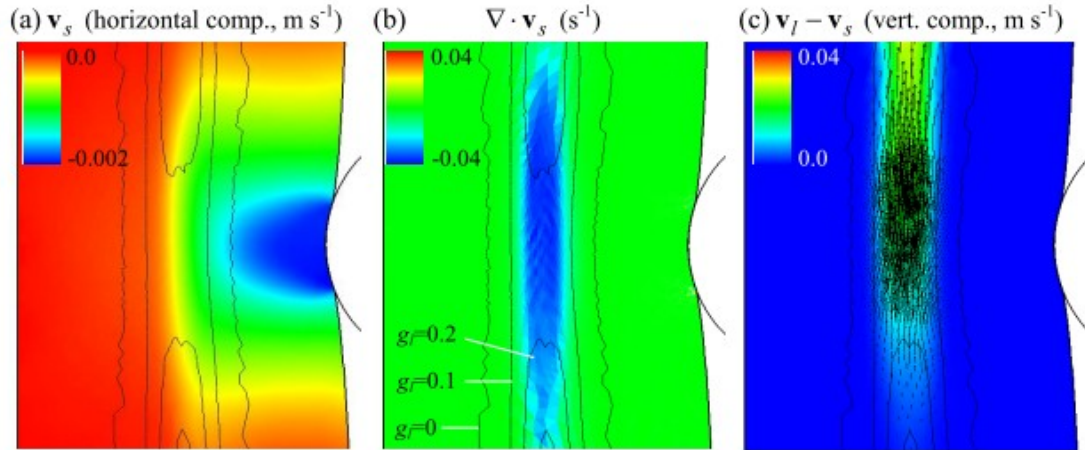 (a) vₛ (horizontal comp., m s⁻¹)
0.0
-0.002
(b) ∇ · vₛ (s⁻¹)
0.04
-0.04
gₗ=0.2
gₗ=0.1
gₗ=0
(c) vₗ − vₛ (vert. comp., m s⁻¹)
0.04
0.0